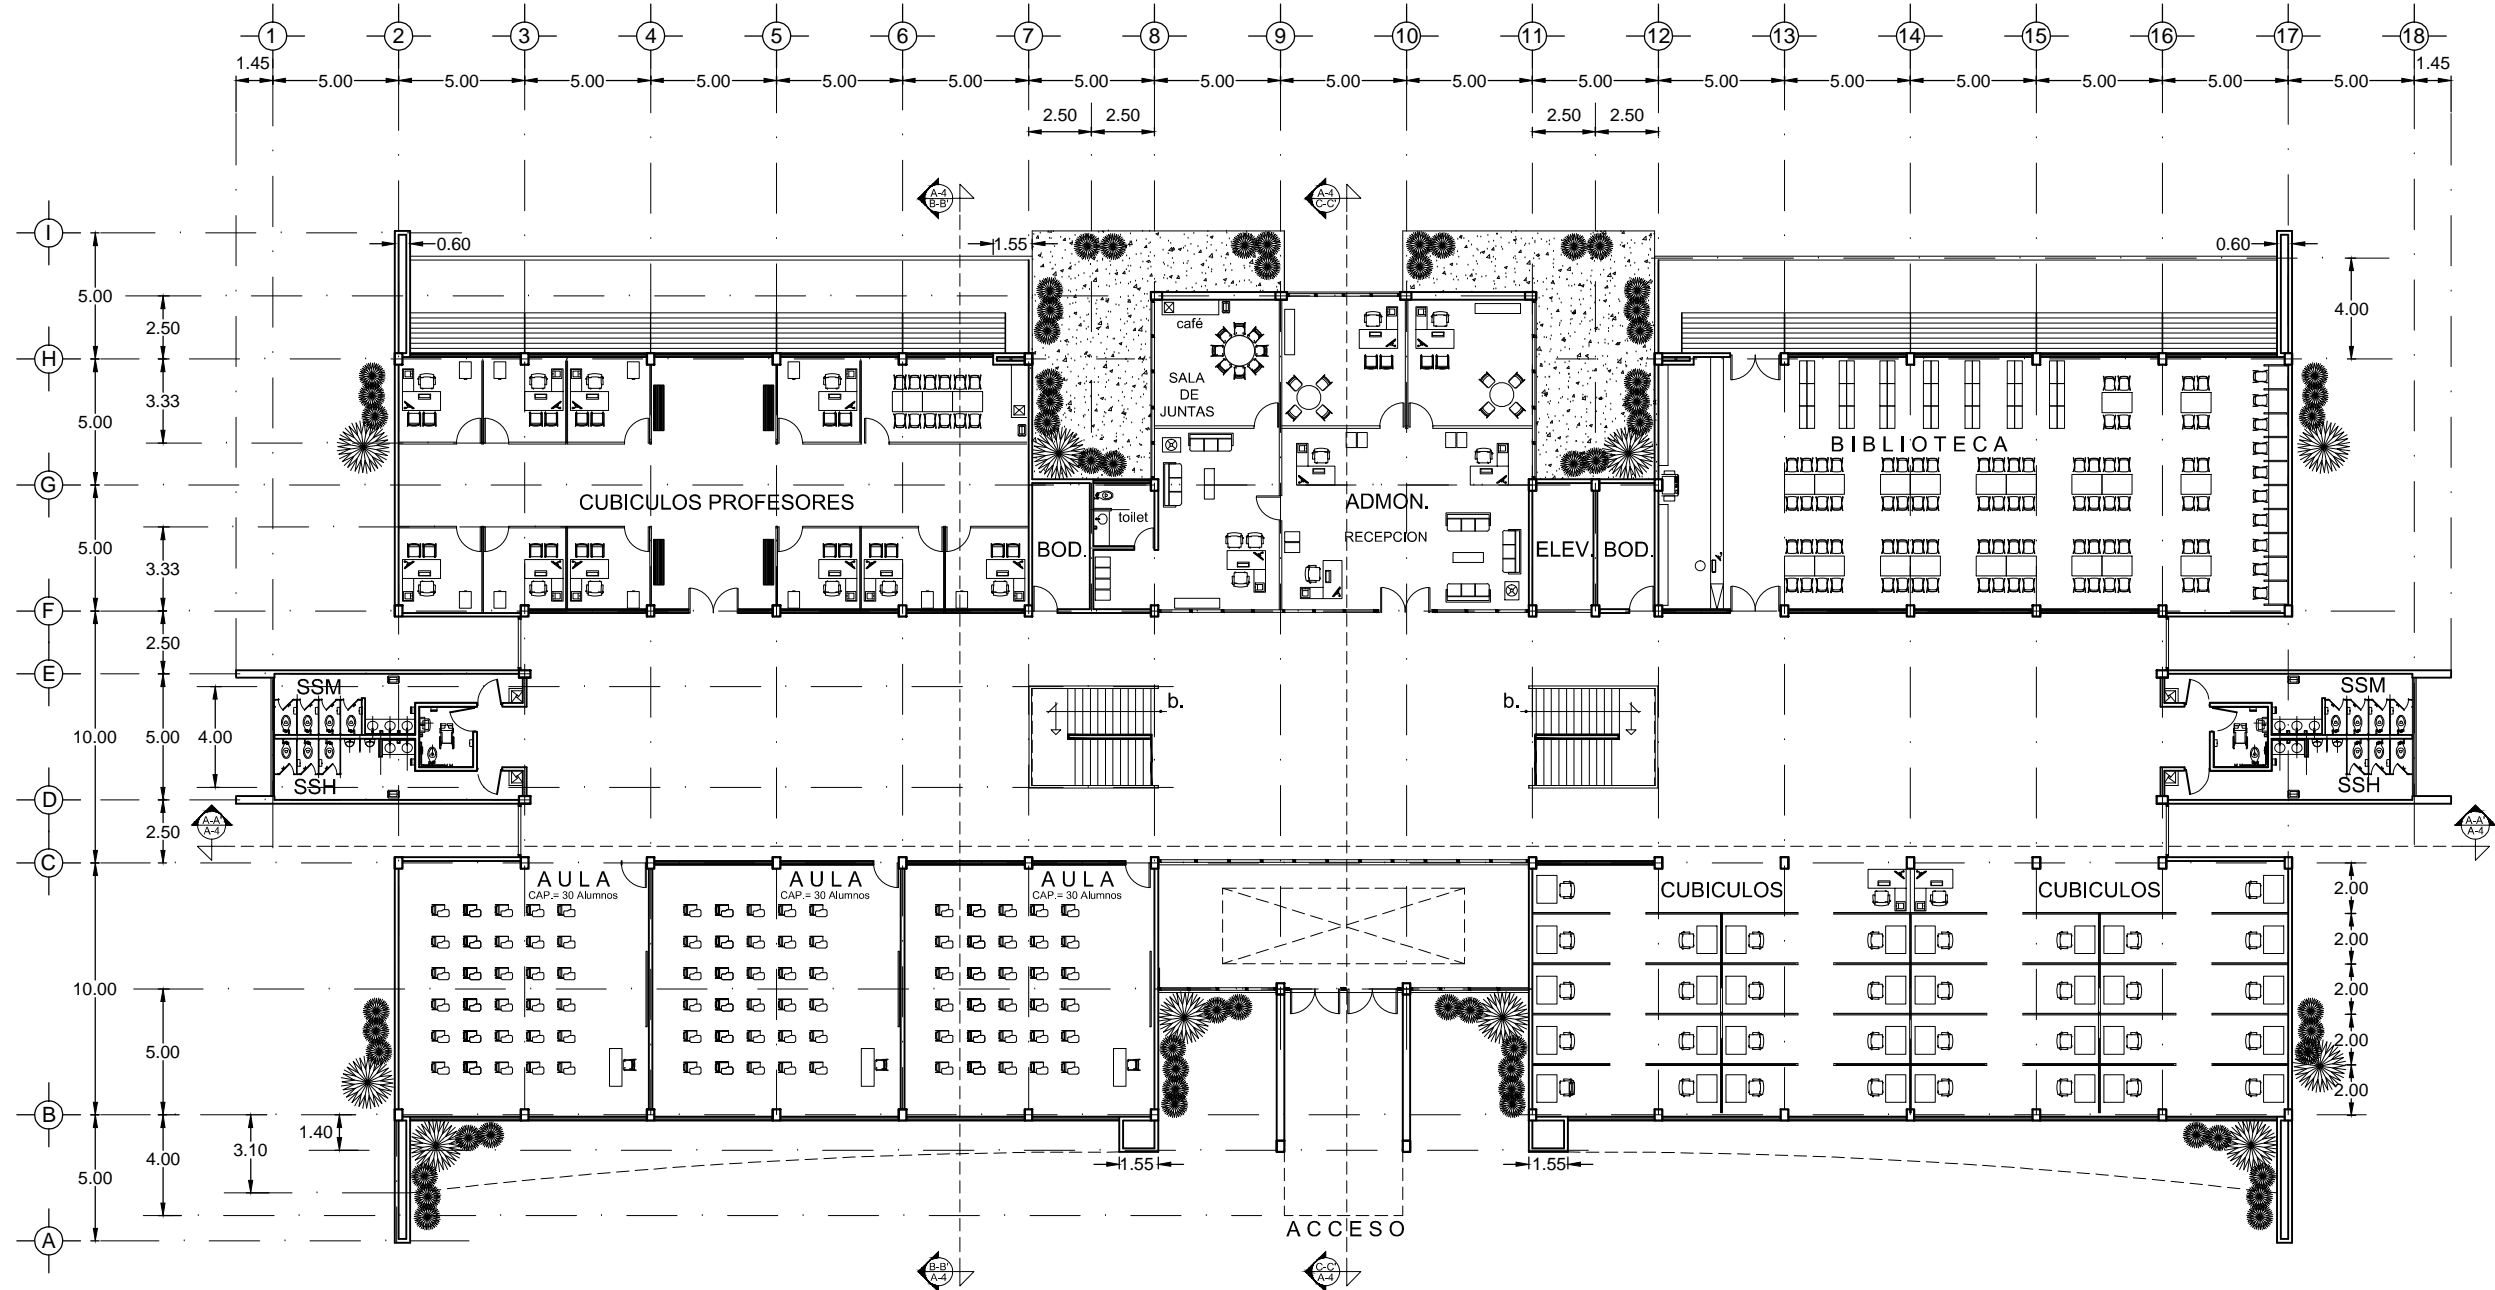 1 2 3 4 5 6 7 8 9 10 11 12 13 14 15 16 17 18
1.45 5.00 5.00 5.00 5.00 5.00 5.00 5.00 5.00 5.00 5.00 5.00 5.00 5.00 5.00 5.00 5.00 5.00 1.45
2.50 2.50 2.50 2.50
A-4 A-4
B-B' C-C'
I
0.60 1.55 0.60
5.00
2.50 4.00
café
H
SALA
DE
JUNTAS
3.33
5.00
BIBLIOTECA
G
CUBICULOS PROFESORES
ADMON.
toilet
RECEPCION
5.00
BOD. ELEV. BOD.
3.33
F
2.50
E
SSM SSM
b. b.
10.00 5.00 4.00
SSH SSH
D
A-A' A-A'
A-4 A-4
2.50
C
AULA AULA AULA
CAP.= 30 Alumnos CAP.= 30 Alumnos CAP.= 30 Alumnos
CUBICULOS CUBICULOS
2.00
2.00
10.00
2.00
5.00
2.00
2.00
B
1.40
3.10
4.00
1.55 1.55
5.00
ACCESO
A
B-B' C-C'
A-4 A-4